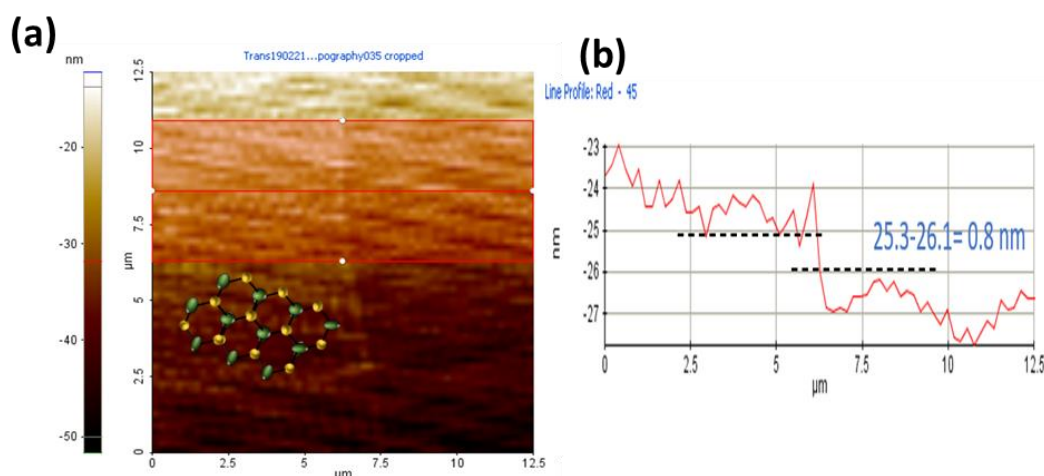 (a)
Trans190221...pography035 cropped
nm
-20
-30
-40
-50
12.5
10
7.5
5
2.5
0
µm
0
2.5
5
7.5
10
12.5
µm
(b)
Line Profile: Red - 45
-23
-24
-25
-26
-27
nm
25.3-26.1= 0.8 nm
0
2.5
5
7.5
10
12.5
µm